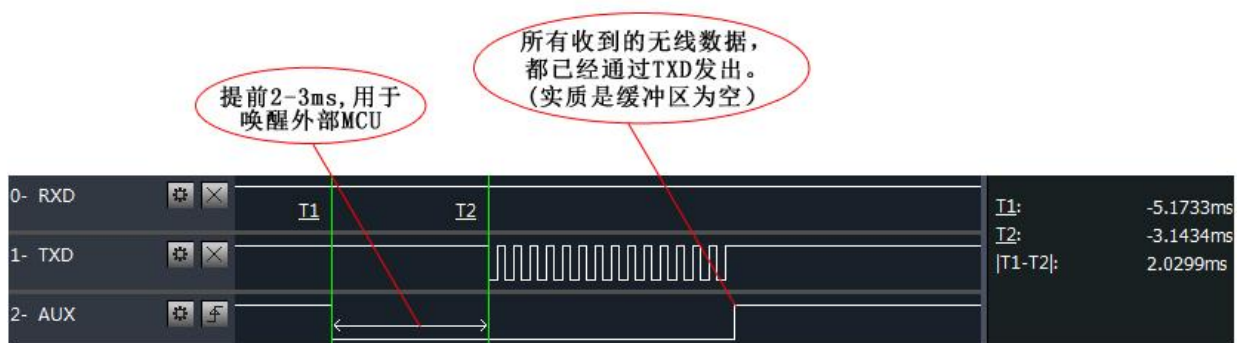 所有收到的无线数据，
都已经通过TXD发出。
(实质是缓冲区为空)
提前2-3ms,用于
唤醒外部MCU
0- RXD
T1
T2
T1:
-5.1733ms
T2:
-3.1434ms
1- TXD
|T1-T2|:
2.0299ms
2- AUX